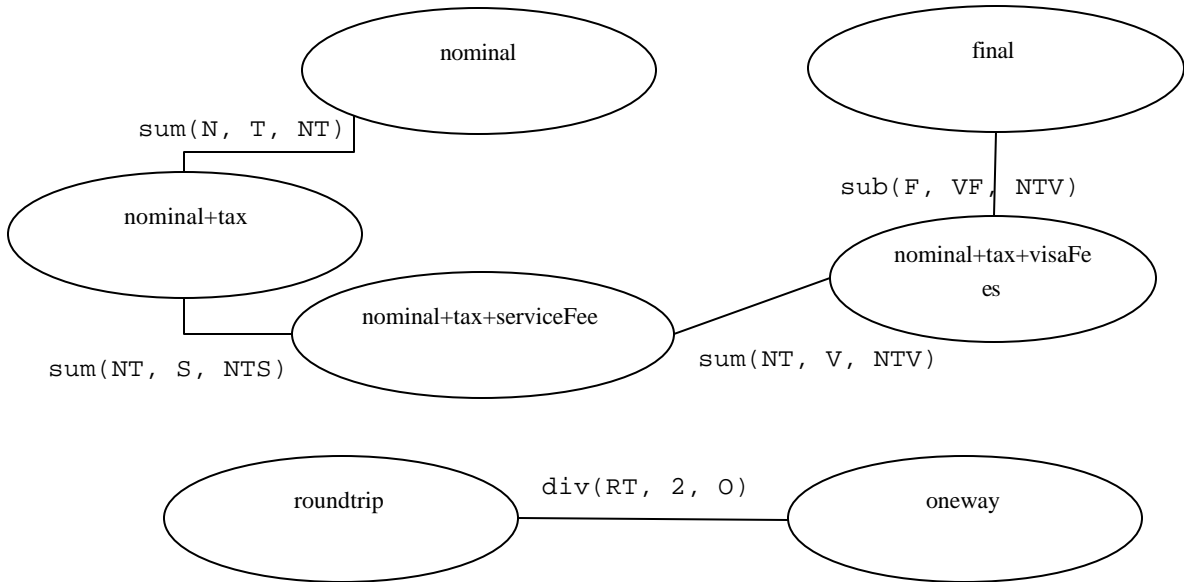 nominal
final
sum(N, T, NT)
sub(F, VF, NTV)
nominal+tax
nominal+tax+visaFe
es
nominal+tax+serviceFee
sum(NT, S, NTS)
sum(NT, V, NTV)
roundtrip
div(RT, 2, O)
oneway